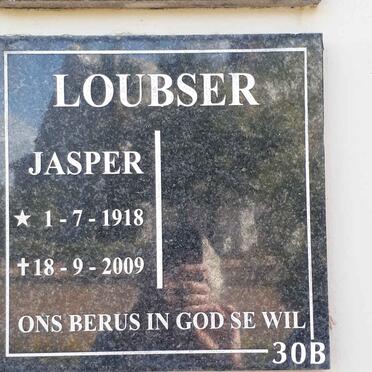 LOUBSER
JASPER
★ 1 - 7 - 1918
✝ 18 - 9 - 2009
ONS BERUS IN GOD SE WIL
30B